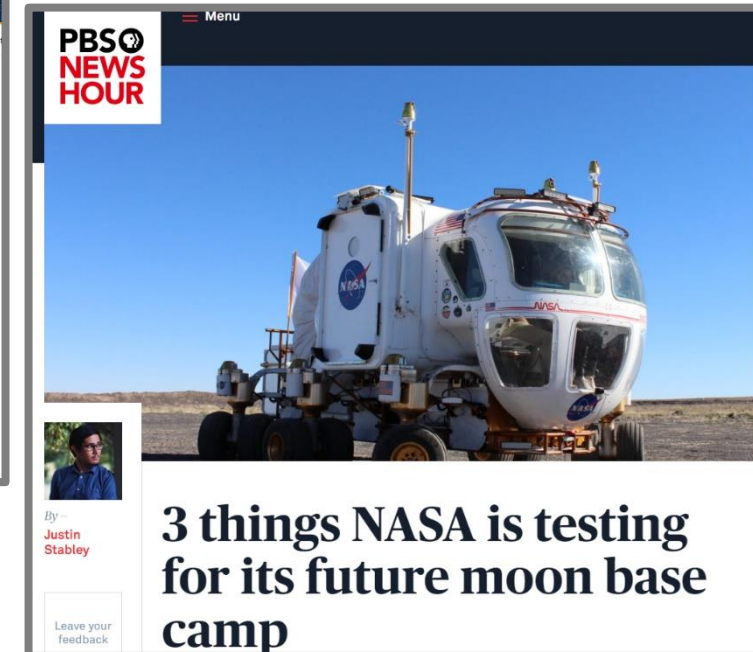 Menu
PBS
NEWS
HOUR
NASA
NASA
NASA
By —
Justin
Stabley
3 things NASA is testing
for its future moon base
camp
Leave your
feedback